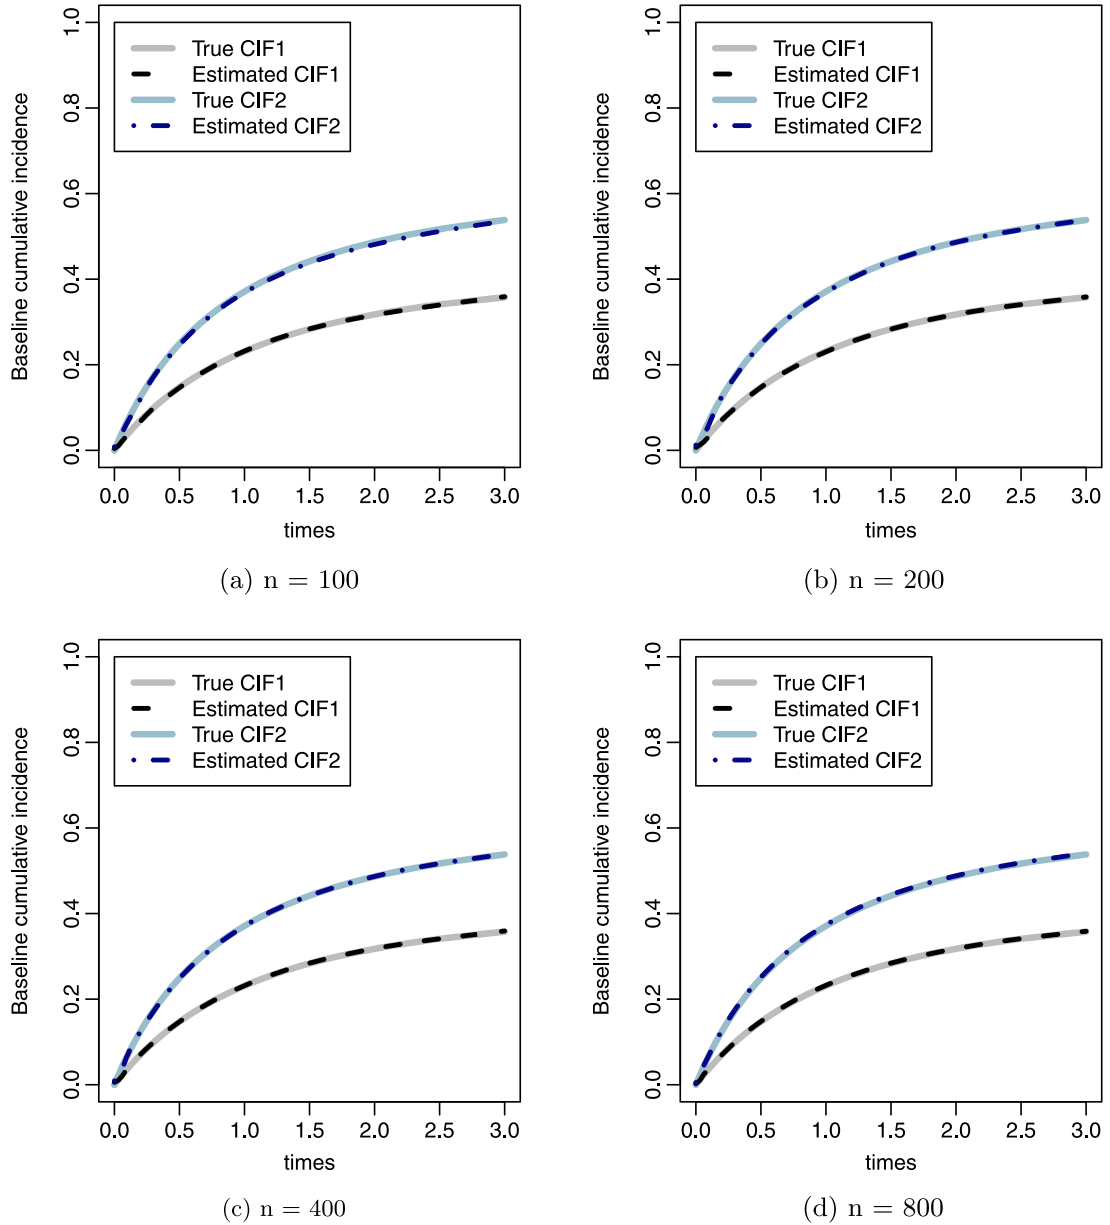 True CIF1
Estimated CIF1
True CIF2
Estimated CIF2
Baseline cumulative incidence
1.0
0.8
0.6
0.4
0.2
0.0
0.0 0.5 1.0 1.5 2.0 2.5 3.0
times
(a) n = 100
True CIF1
Estimated CIF1
True CIF2
Estimated CIF2
Baseline cumulative incidence
1.0
0.8
0.6
0.4
0.2
0.0
0.0 0.5 1.0 1.5 2.0 2.5 3.0
times
(b) n = 200
True CIF1
Estimated CIF1
True CIF2
Estimated CIF2
Baseline cumulative incidence
1.0
0.8
0.6
0.4
0.2
0.0
0.0 0.5 1.0 1.5 2.0 2.5 3.0
times
(c) n = 400
True CIF1
Estimated CIF1
True CIF2
Estimated CIF2
Baseline cumulative incidence
1.0
0.8
0.6
0.4
0.2
0.0
0.0 0.5 1.0 1.5 2.0 2.5 3.0
times
(d) n = 800